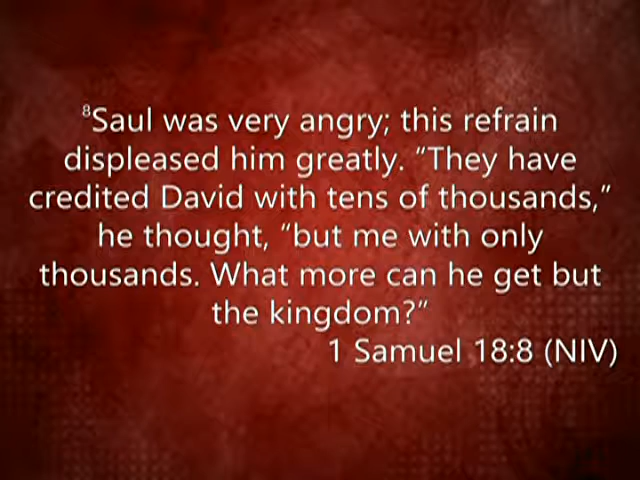 ⁸Saul was very angry; this refrain
displeased him greatly. “They have
credited David with tens of thousands,”
he thought, “but me with only
thousands. What more can he get but
the kingdom?”
1 Samuel 18:8 (NIV)